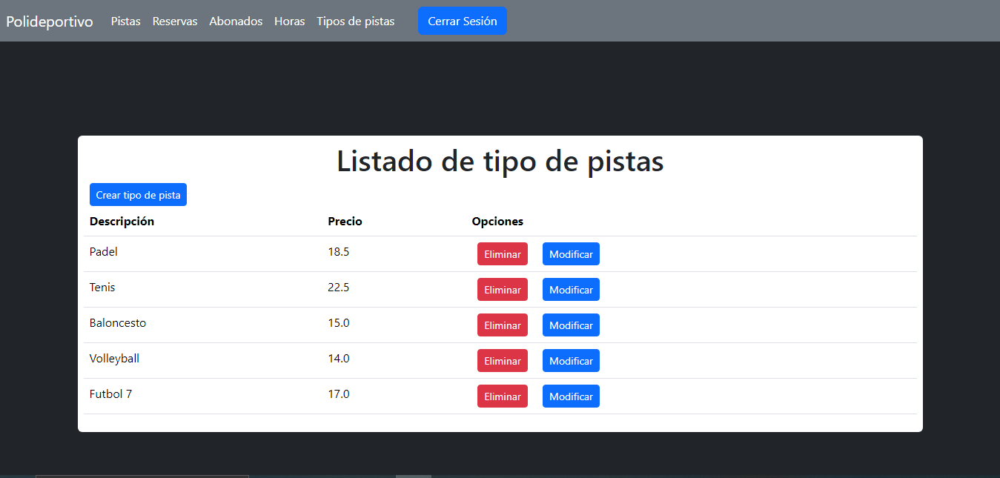 Polideportivo Pistas Reservas Abonados Horas Tipos de pistas Cerrar Sesión
Listado de tipo de pistas
Crear tipo de pista
Descripción Precio Opciones
Padel 18.5 Eliminar Modificar
Tenis 22.5 Eliminar Modificar
Baloncesto 15.0 Eliminar Modificar
Volleyball 14.0 Eliminar Modificar
Futbol 7 17.0 Eliminar Modificar